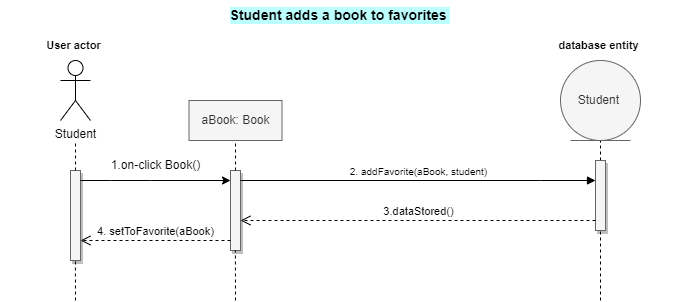 Student adds a book to favorites
User actor
database entity
Student
aBook: Book
Student
1.on-click Book()
2. addFavorite(aBook, student)
3.dataStored()
4. setToFavorite(aBook)